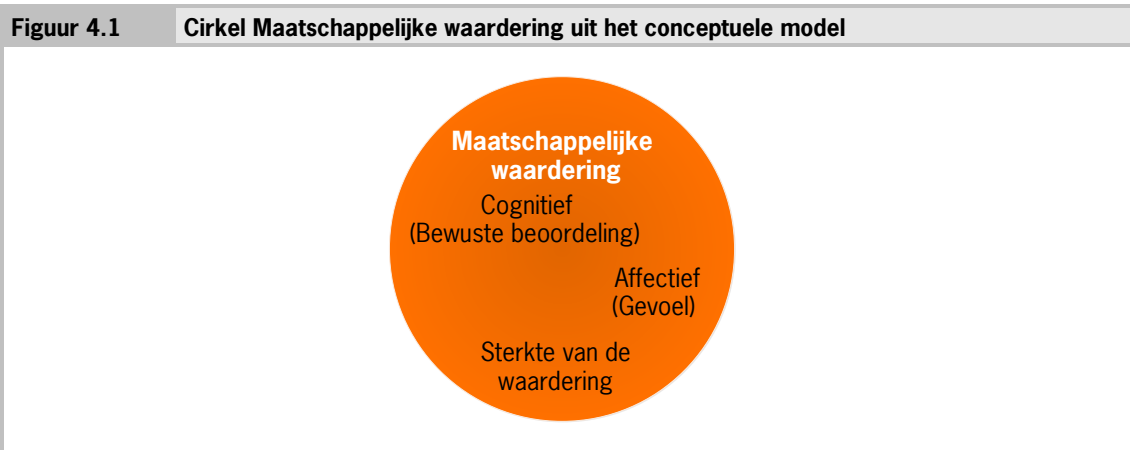 Figuur 4.1 Cirkel Maatschappelijke waardering uit het conceptuele model
Maatschappelijke
waardering
Cognitief
(Bewuste beoordeling)
Affectief
(Gevoel)
Sterkte van de
waardering